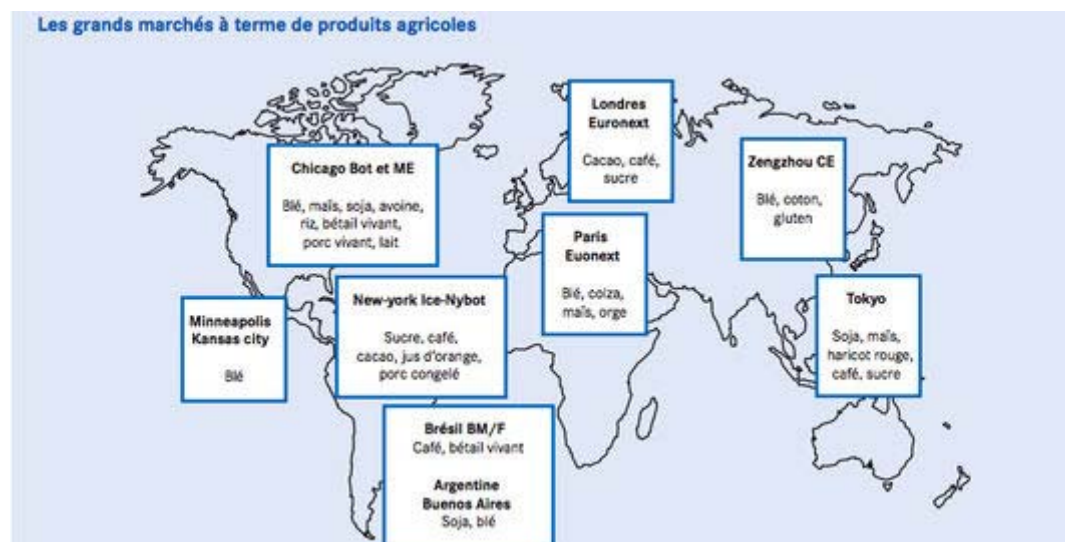 Les grands marchés à terme de produits agricoles
Londres
Euronext
Cacao, café,
sucre
Chicago Bot et ME
Blé, maïs, soja, avoine,
riz, bétail vivant,
porc vivant, lait
Zengzhou CE
Blé, coton,
gluten
Paris
Euonext
Blé, colza,
maïs, orge
New-york Ice-Nybot
Sucre, café,
cacao, jus d'orange,
porc congelé
Minneapolis
Kansas city
Blé
Tokyo
Soja, maïs,
haricot rouge,
café, sucre
Brésil BM/F
Café, bétail vivant
Argentine
Buenos Aires
Soja, blé